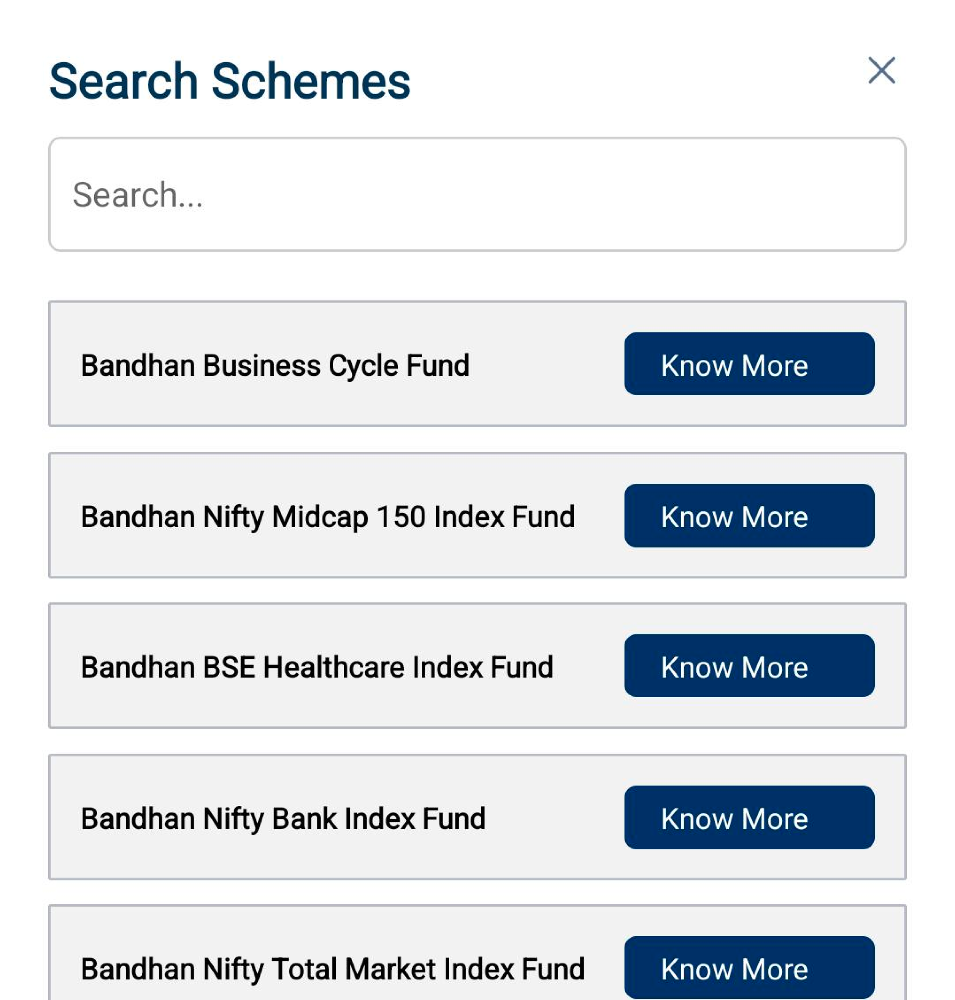 Search Schemes
Search...
Bandhan Business Cycle Fund
Know More
Bandhan Nifty Midcap 150 Index Fund
Know More
Bandhan BSE Healthcare Index Fund
Know More
Bandhan Nifty Bank Index Fund
Know More
Bandhan Nifty Total Market Index Fund
Know More